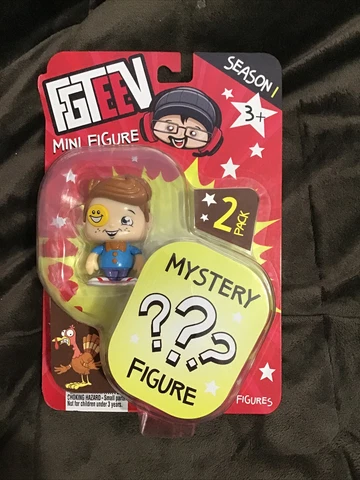 FGTEEV
MINI FIGURE
SEASON 1
3+
2
PACK
MYSTERY
???
FIGURE
CHOKING HAZARD - Small parts
Not for children under 3 years.
FIGURES